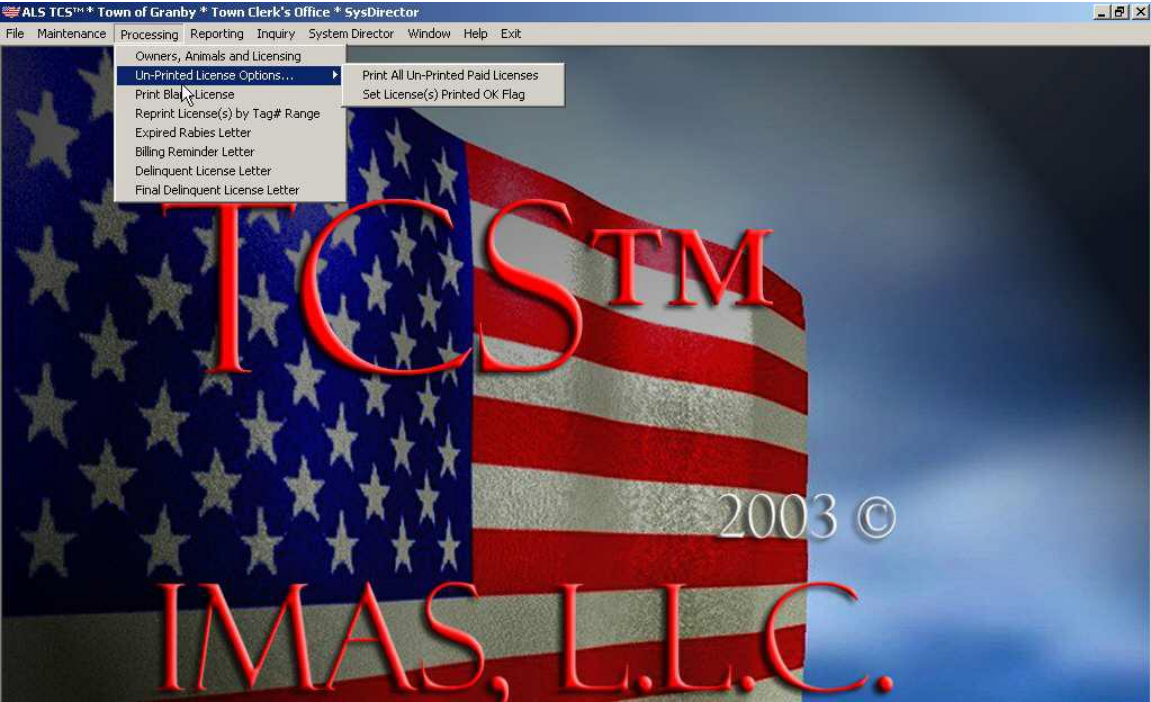 ALS TCS™ * Town of Granby * Town Clerk's Office * SysDirector
File Maintenance Processing Reporting Inquiry System Director Window Help Exit
Owners, Animals and Licensing
Un-Printed License Options...
Print All Un-Printed Paid Licenses
Print Blank License
Set License(s) Printed OK Flag
Reprint License(s) by Tag# Range
Expired Rabies Letter
Billing Reminder Letter
Delinquent License Letter
Final Delinquent License Letter
TCS™
2003 ©
IMAS, L.L.C.